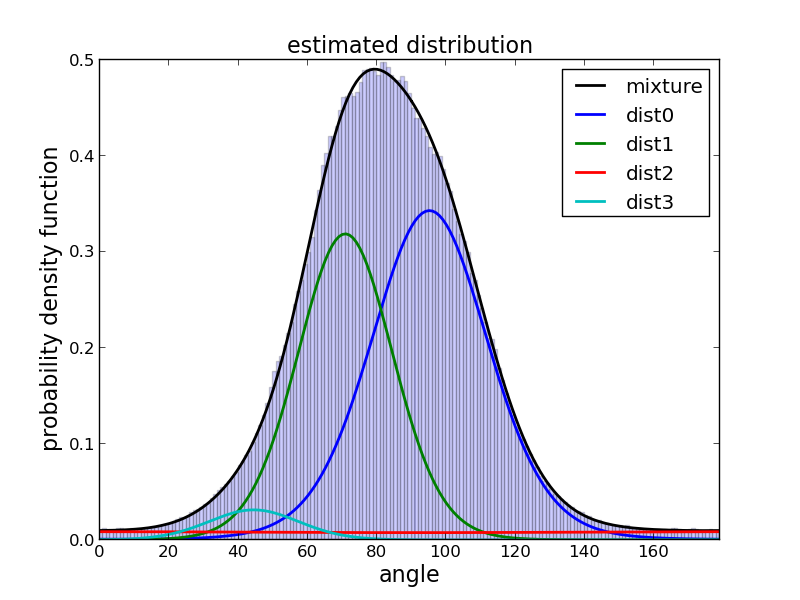 estimated distribution
probability density function
0.5
0.4
0.3
0.2
0.1
0.0
mixture
dist0
dist1
dist2
dist3
0 20 40 60 80 100 120 140 160
angle